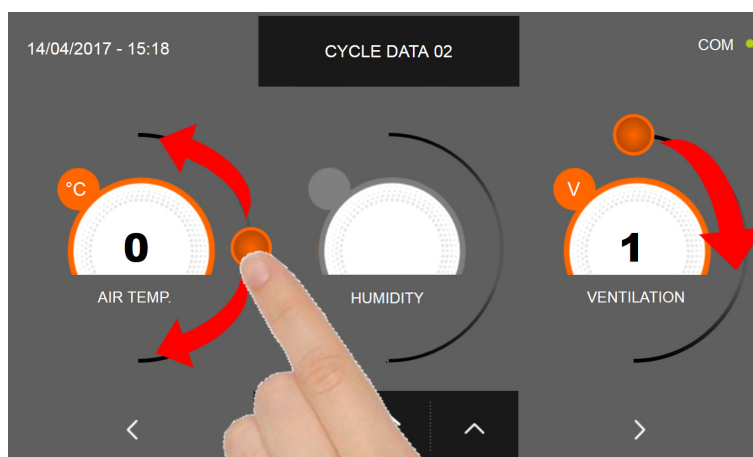 14/04/2017 - 15:18
CYCLE DATA 02
COM
°C
V
0
1
AIR TEMP.
HUMIDITY
VENTILATION